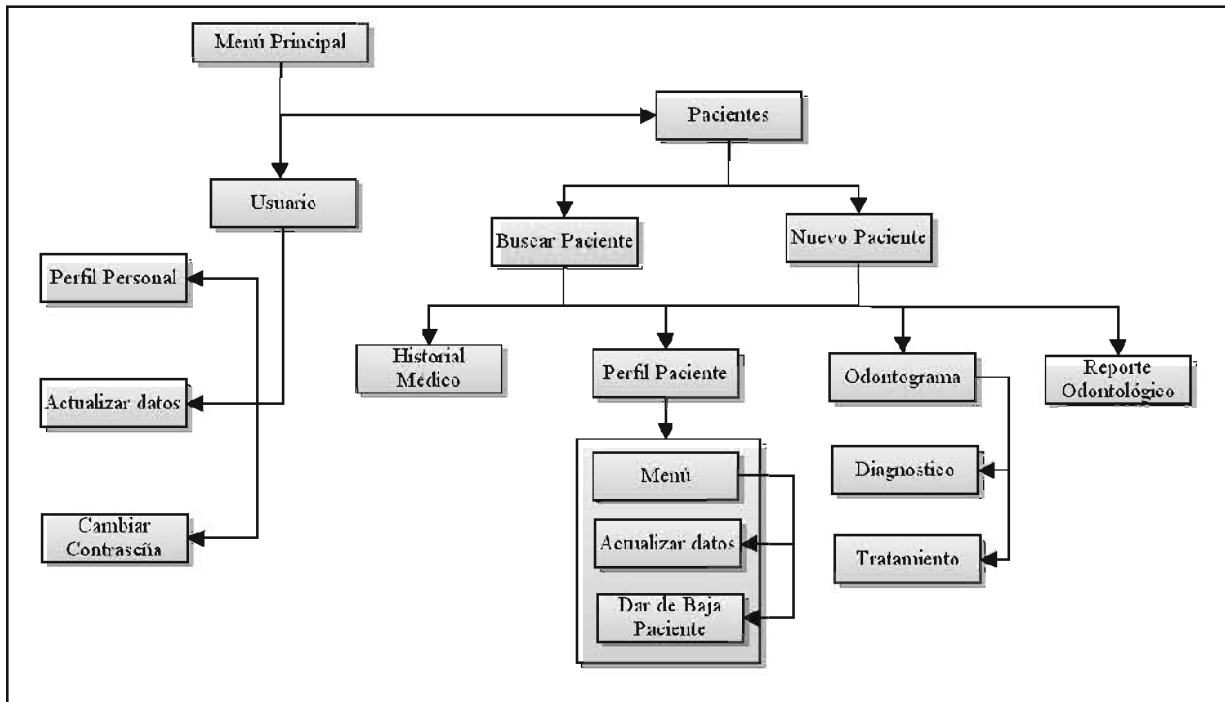 Menú Principal
Pacientes
Usuario
Buscar Paciente
Nuevo Paciente
Perfil Personal
Actualizar datos
Cambiar
Contraseña
Historial
Médico
Perfil Paciente
Odontograma
Reporte
Odontológico
Menú
Actualizar datos
Dar de Baja
Paciente
Diagnostico
Tratamiento